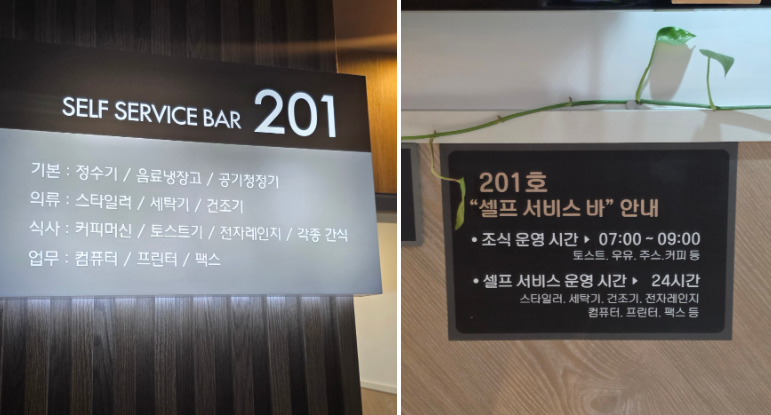 SELF SERVICE BAR 201
기본 : 정수기 / 음료냉장고 / 공기청정기
의류 : 스타일러 / 세탁기 / 건조기
식사 : 커피머신 / 토스트기 / 전자레인지 / 각종 간식
업무 : 컴퓨터 / 프린터 / 팩스
201호
“셀프 서비스 바” 안내
• 조식 운영 시간 ▶ 07:00 ~ 09:00
토스트, 우유, 주스,커피 등
• 셀프 서비스 운영 시간 ▶ 24시간
스타일러, 세탁기, 건조기, 전자레인지
컴퓨터, 프린터, 팩스 등